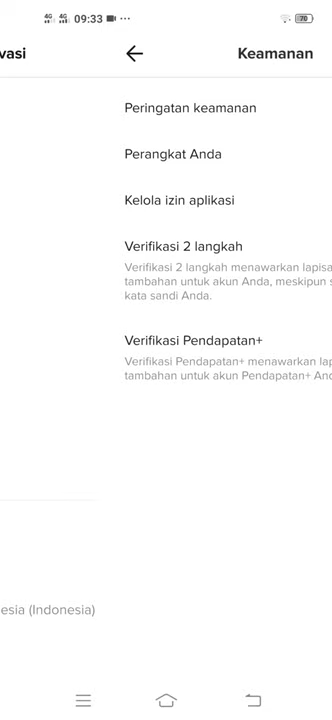 4G 4G 09:33 70
vasi
Keamanan
Peringatan keamanan
Perangkat Anda
Kelola izin aplikasi
Verifikasi 2 langkah
Verifikasi 2 langkah menawarkan lapisa
tambahan untuk akun Anda, meskipun s
kata sandi Anda.
Verifikasi Pendapatan+
Verifikasi Pendapatan+ menawarkan lap
tambahan untuk akun Pendapatan+ And
esia (Indonesia)